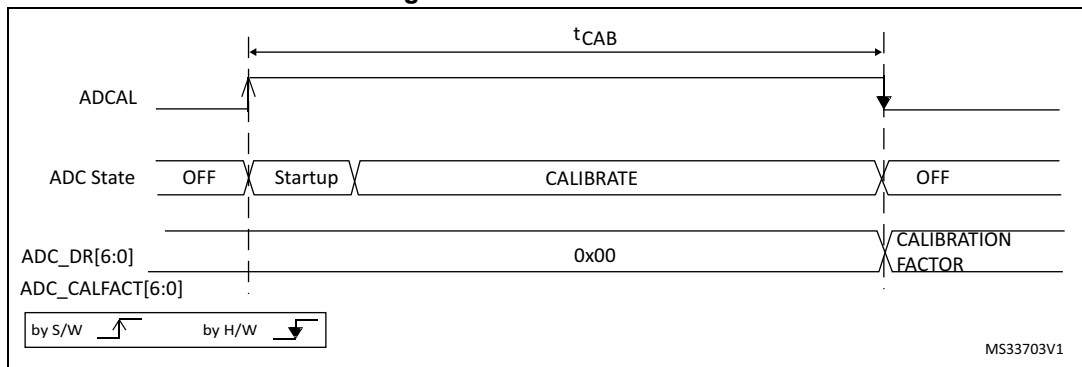 tCAB
ADCAL
ADC State OFF Startup CALIBRATE OFF
ADC_DR[6:0] 0x00 CALIBRATION
FACTOR
ADC_CALFACT[6:0]
by S/W by H/W
MS33703V1